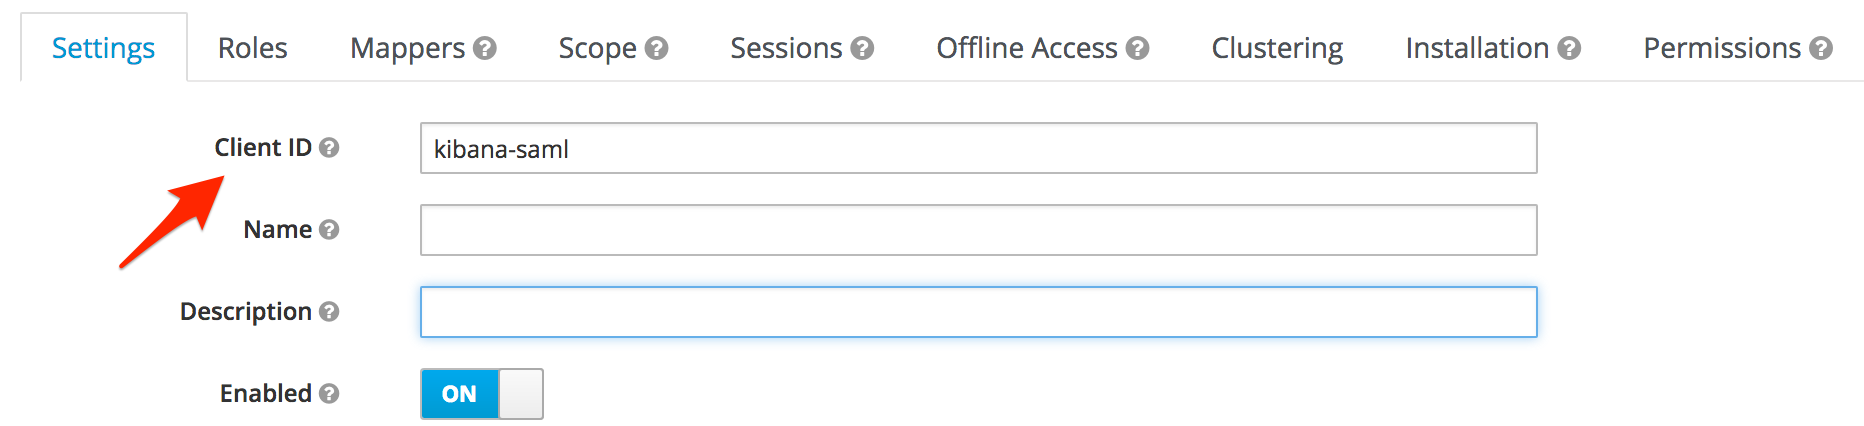 Settings Roles Mappers Scope Sessions Offline Access Clustering Installation Permissions
Client ID kibana-saml
Name
Description
Enabled ON